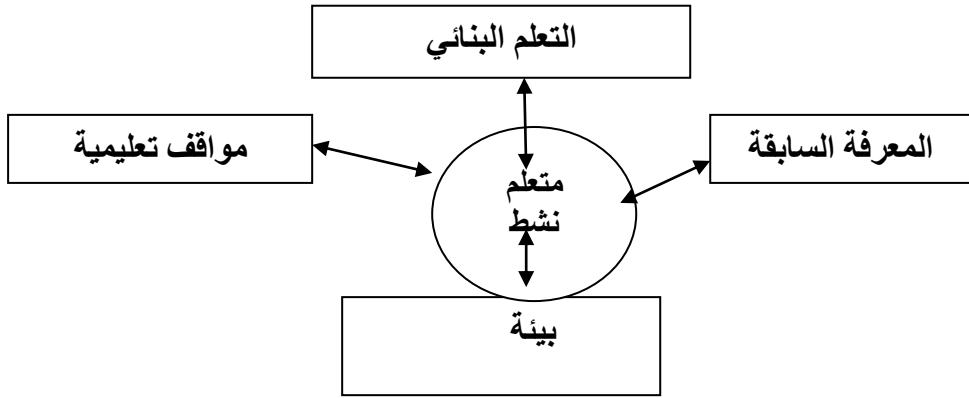 التعلم البنائي
المعرفة السابقة
مواقف تعليمية
متعلم
نشط
بيئة